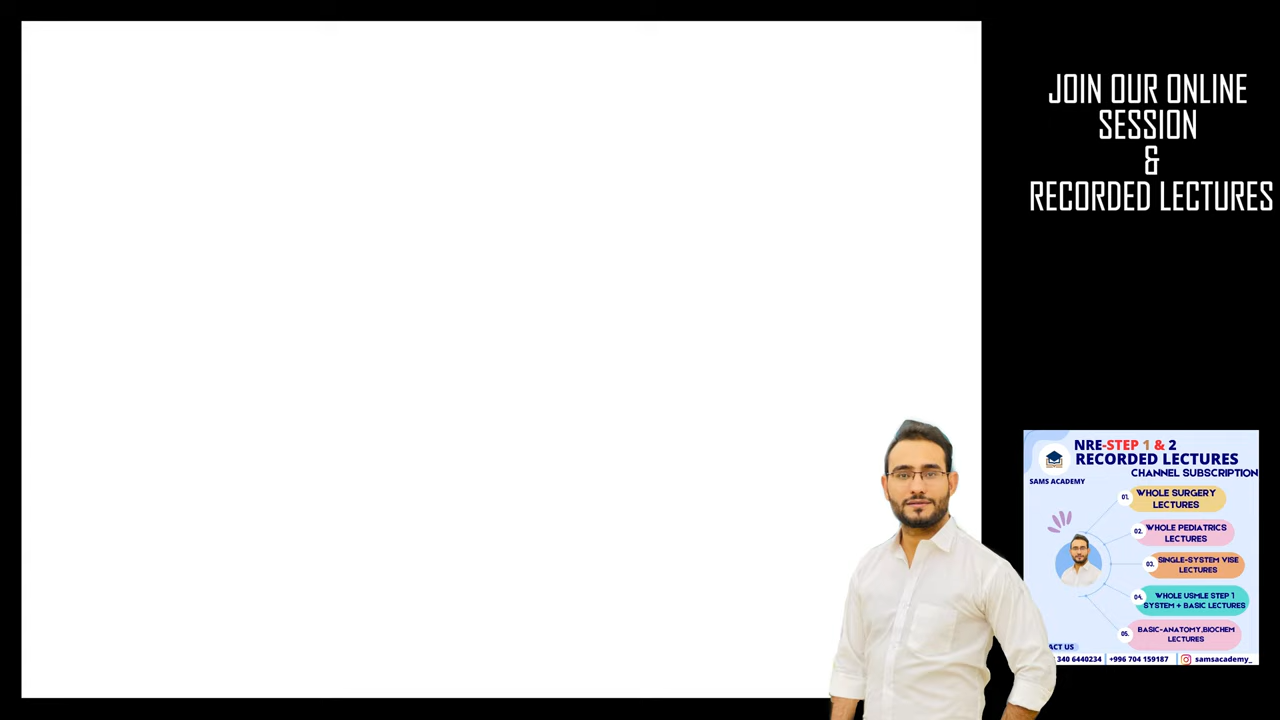 JOIN OUR ONLINE
SESSION
&
RECORDED LECTURES
NRE-STEP 1 & 2
RECORDED LECTURES
CHANNEL SUBSCRIPTION
SAMS ACADEMY
01.
WHOLE SURGERY
LECTURES
02.
WHOLE PEDIATRICS
LECTURES
03.
SINGLE-SYSTEM VISE
LECTURES
04.
WHOLE USMLE STEP 1
SYSTEM + BASIC LECTURES
05.
BASIC-ANATOMY,BIOCHEM
LECTURES
ACT US
340 6440234 +996 704 159187 samsacademy_